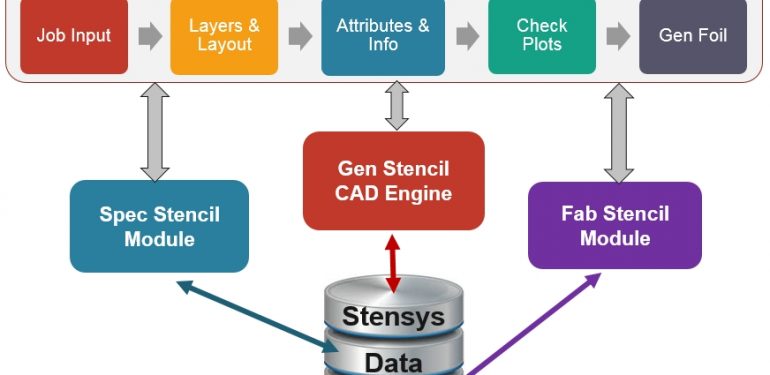 Job Input
Layers &
Layout
Attributes &
Info
Check
Plots
Gen Foil
Spec Stencil
Module
Gen Stencil
CAD Engine
Fab Stencil
Module
Stensys
Data